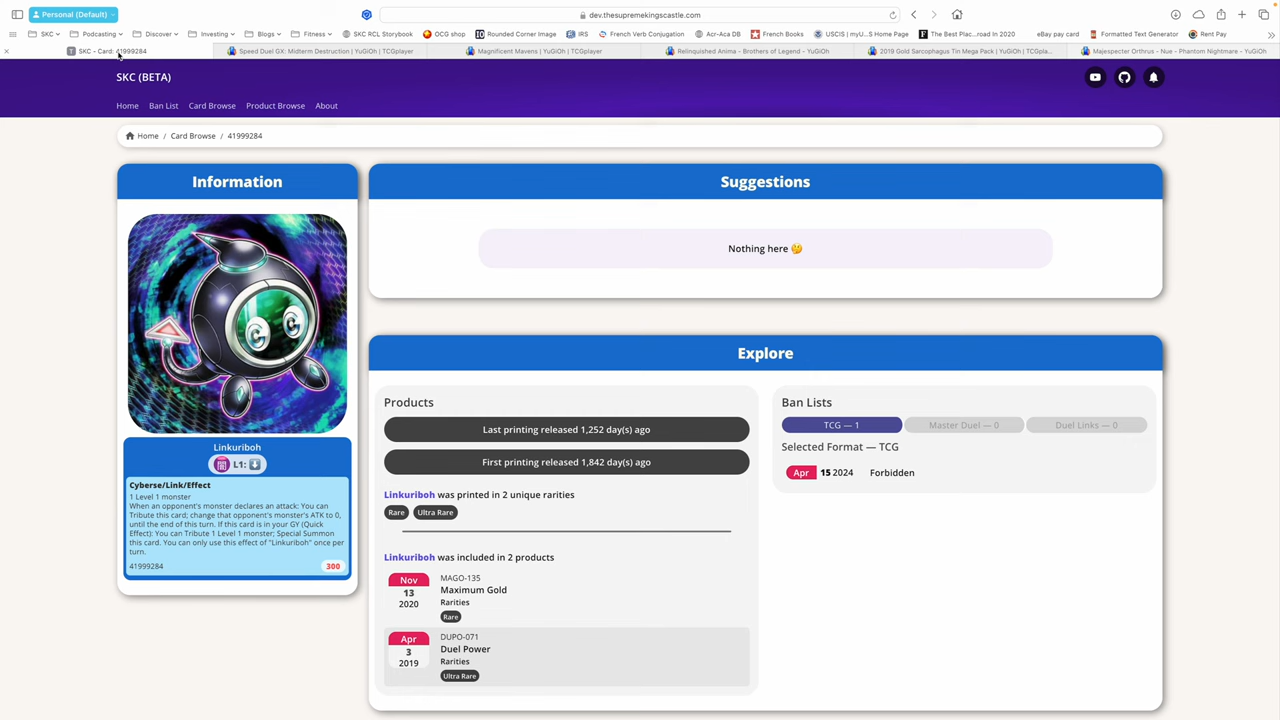 Personal (Default)
dev.thesupremekingscastle.com
SKC
Podcasting
Discover
Blogs
Investing
Fitness
SKC RCL Storybook
OCG shop
Rounded Corner Image
IRS
French Verb Conjugation
Acr-Aca DB
French Books
USCIS | myU...S Home Page
The Best Plac...road In 2020
eBay pay card
Formatted Text Generator
Rent Pay
SKC - Card: 41999284
Speed Duel GX: Midterm Destruction | YuGiOh | TCGplayer
Magnificent Mavens | YuGiOh | TCGplayer
Relinquished Anima - Brothers of Legend - YuGiOh
2019 Gold Sarcophagus Tin Mega Pack | YuGiOh | TCGpla...
Majespecter Orthrus - Nue - Phantom Nightmare - YuGiOh
SKC (BETA)
Home
Ban List
Card Browse
Product Browse
About
Home / Card Browse / 41999284
Information
Linkuriboh
L1:
Cyberse/Link/Effect
1 Level 1 monster
When an opponent's monster declares an attack: You can
Tribute this card; change that opponent's monster's ATK to 0,
until the end of this turn. If this card is in your GY (Quick
Effect): You can Tribute 1 Level 1 monster; Special Summon
this card. You can only use this effect of "Linkuriboh" once per
turn.
41999284
300
Suggestions
Nothing here 🤔
Explore
Products
Last printing released 1,252 day(s) ago
First printing released 1,842 day(s) ago
Linkuriboh was printed in 2 unique rarities
Rare
Ultra Rare
Linkuriboh was included in 2 products
Nov
13
2020
MAGO-135
Maximum Gold
Rarities
Rare
Apr
3
2019
DUPO-071
Duel Power
Rarities
Ultra Rare
Ban Lists
TCG — 1
Master Duel — 0
Duel Links — 0
Selected Format — TCG
Apr 15 2024 Forbidden